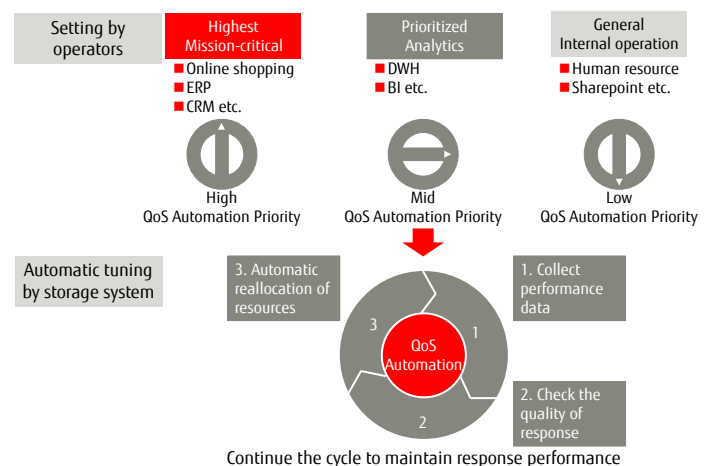 Setting by
operators
Highest
Mission-critical
Prioritized
Analytics
General
Internal operation
Online shopping
ERP
CRM etc.
DWH
BI etc.
Human resource
Sharepoint etc.
High
QoS Automation Priority
Mid
QoS Automation Priority
Low
QoS Automation Priority
Automatic tuning
by storage system
3. Automatic
reallocation of
resources
1. Collect
performance
data
3
1
QoS
Automation
2
2. Check the
quality of
response
Continue the cycle to maintain response performance